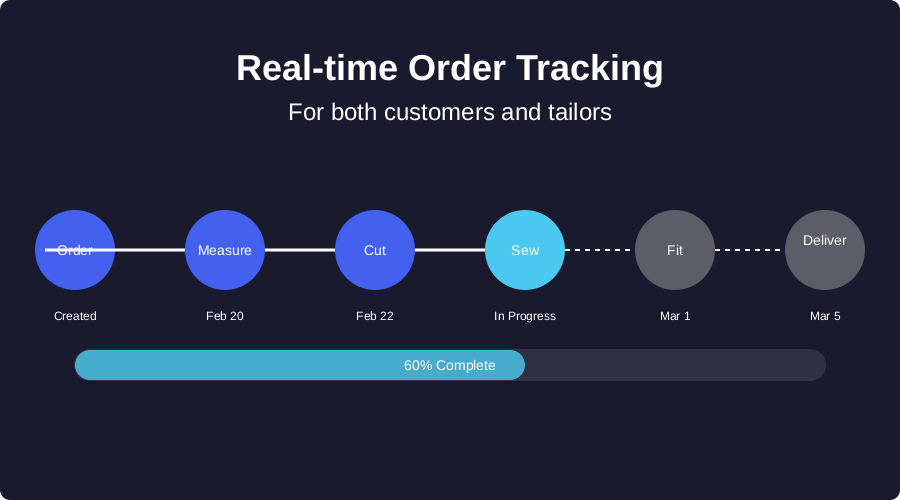 Real-time Order Tracking
For both customers and tailors
Order Measure Cut Sew Fit Deliver
Created Feb 20 Feb 22 In Progress Mar 1 Mar 5
60% Complete